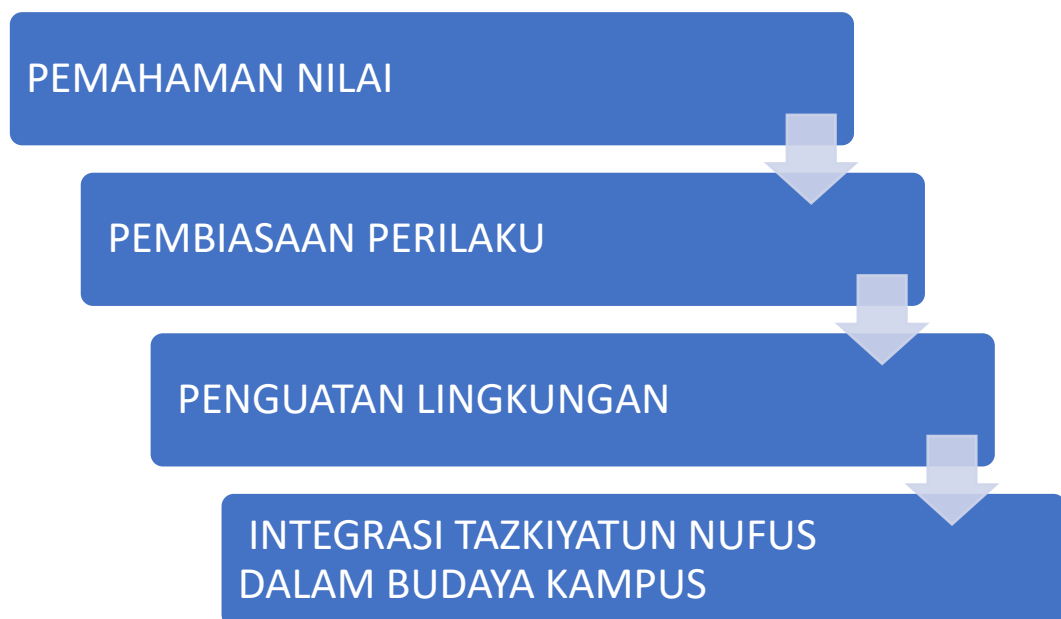 PEMAHAMAN NILAI
PEMBIASAAN PERILAKU
PENGUATAN LINGKUNGAN
INTEGRASI TAZKIYATUN NUFUS
DALAM BUDAYA KAMPUS